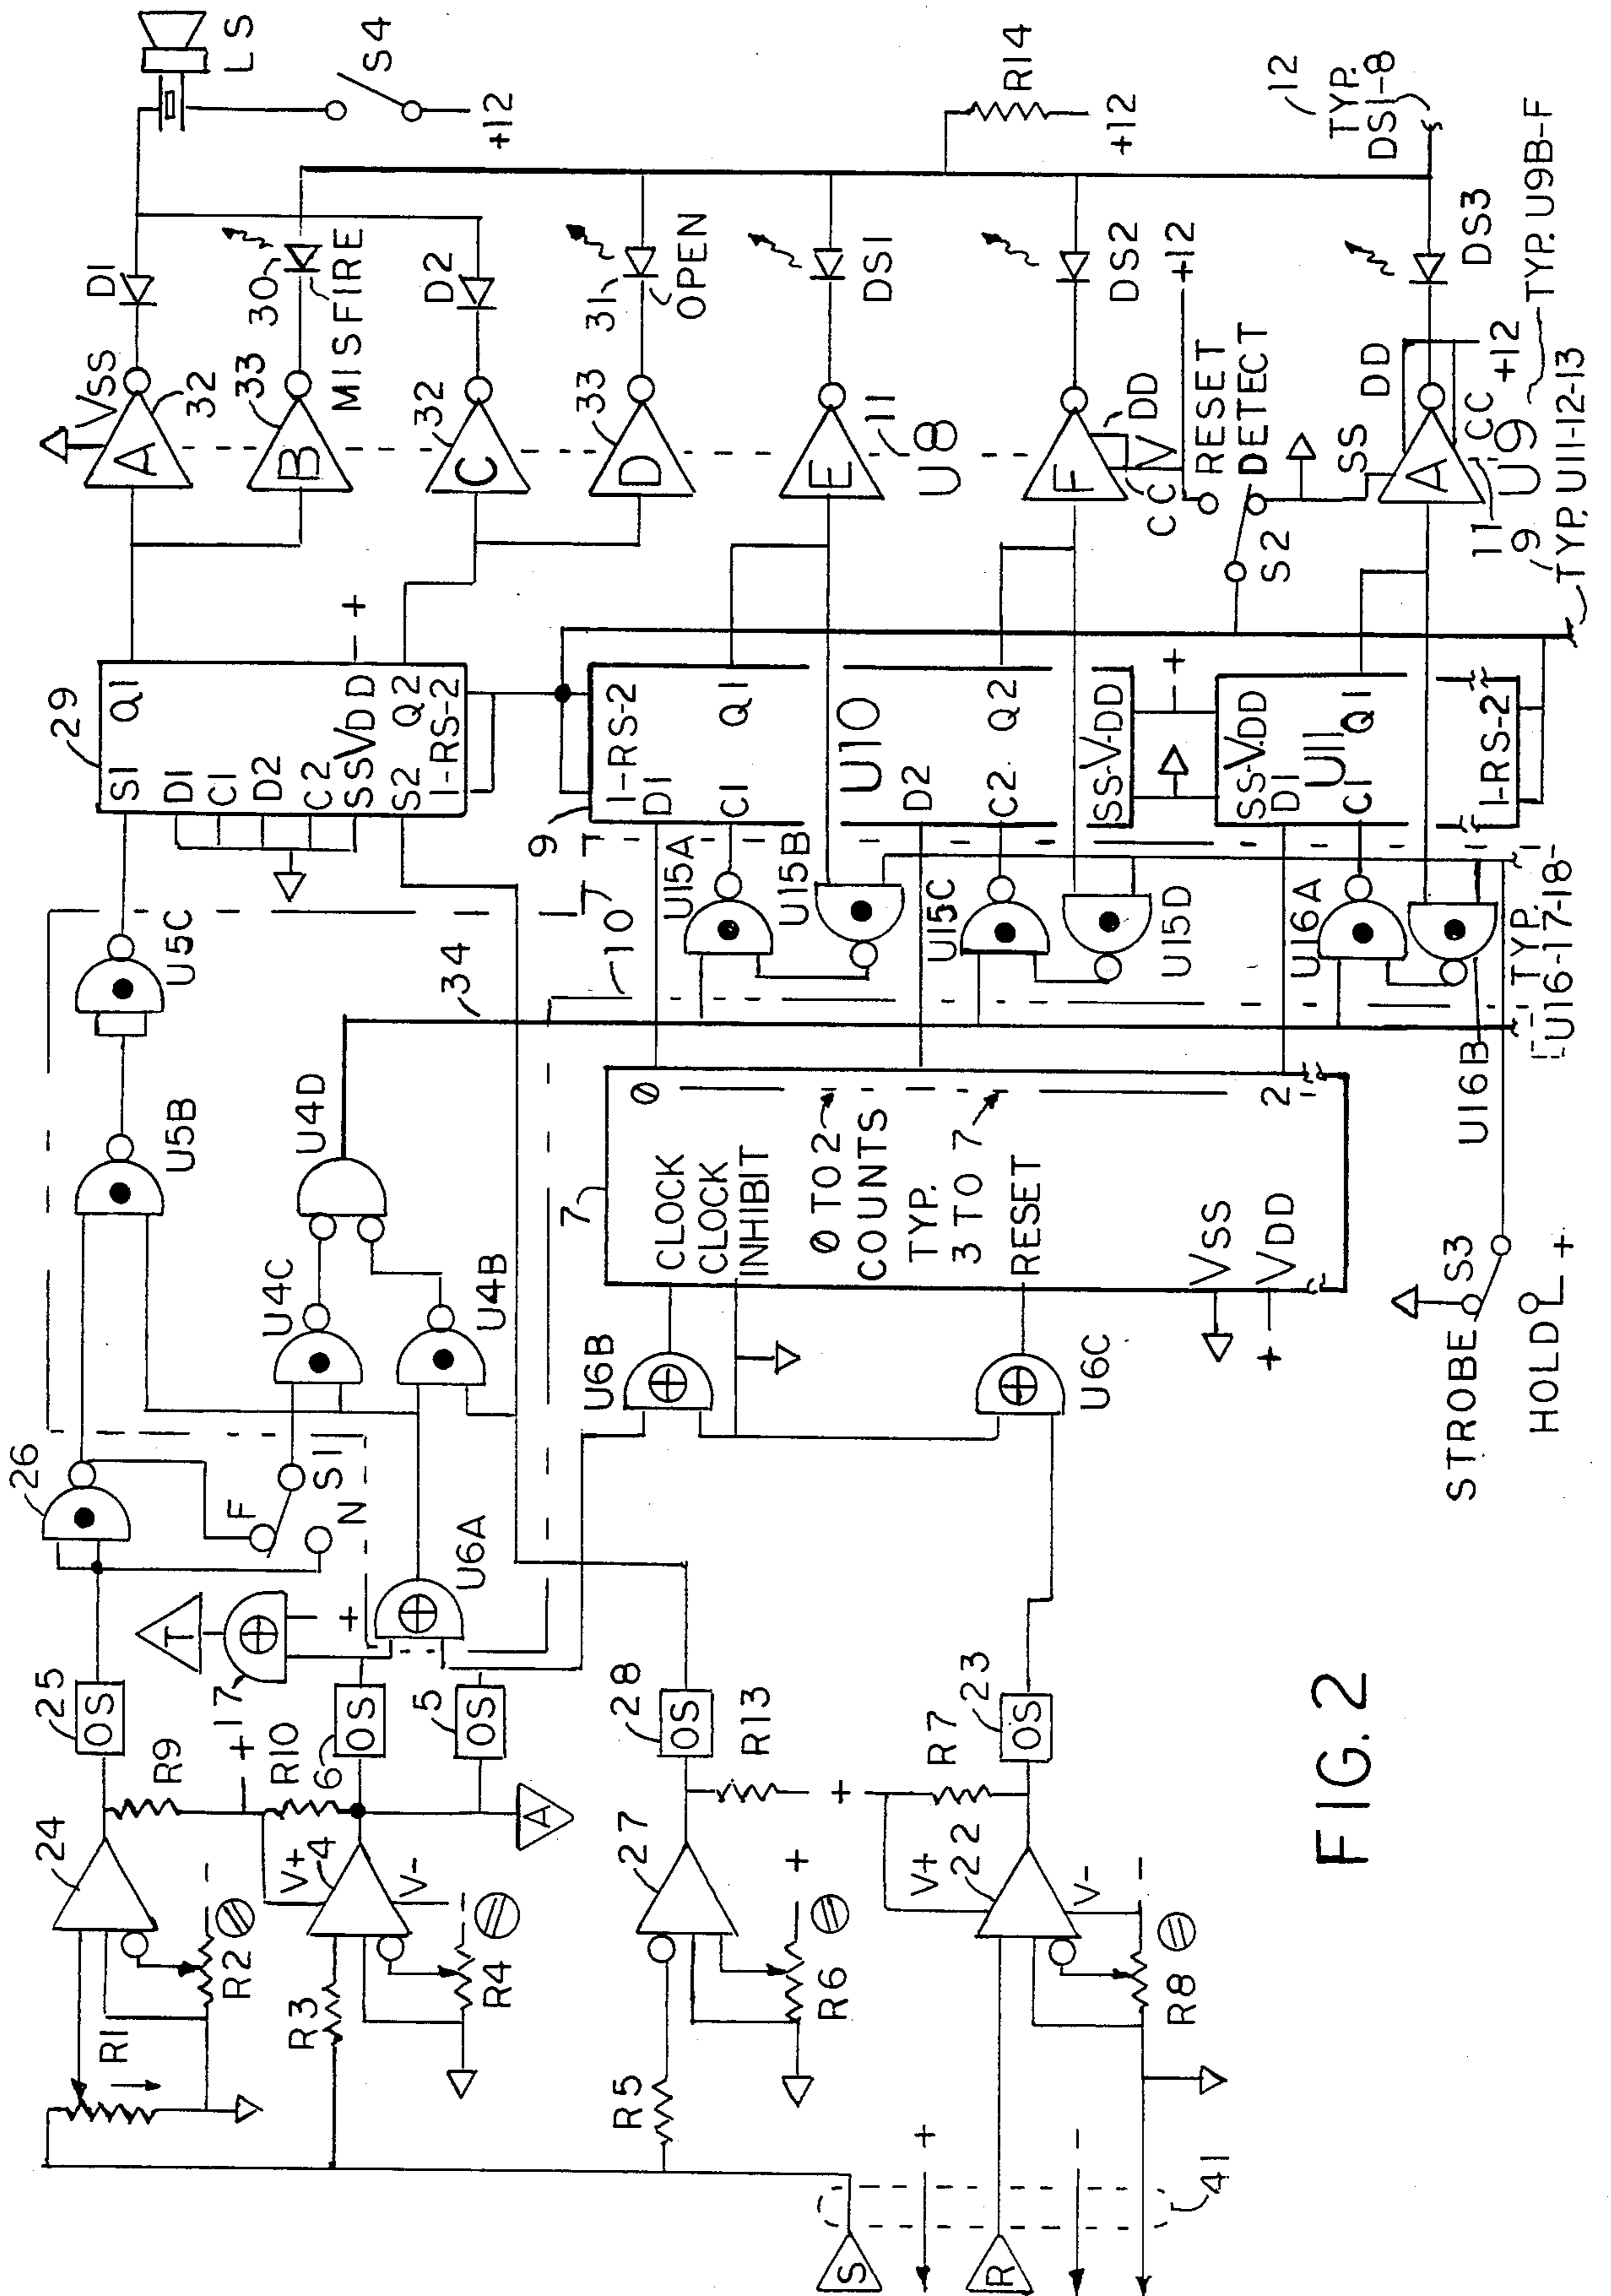 26
U5B
U5C
29
D1
LS
24
25
OS
S1 Q1
A
VSS
32
S4
+12
R1
R2
-
R9
+
17
T
+
F
S1
N
U4C
U4D
D1
C1
D2
C2
SS VDD
- +
S2 Q2
1-RS-2
B
33
30
MISFIRE
C
32
D2
R3
V+
4
V-
R4
-
R10
6
OS
5
OS
A
U6A
U4B
34
10
9
D
33
31
OPEN
R5
27
R6
+
28
OS
R13
+
U6B
7
CLOCK
CLOCK
INHIBIT
0
0 TO 2
COUNTS
TYP.
3 TO 7
RESET
2
VSS
VDD
+
U15A
U15B
1-RS-2
D1
C1 Q1
U10
D2
C2 Q2
SS-V-DD
- +
E
11
U8
DS1
S
+
R
-
41
V+
22
V-
R8
-
R7
23
OS
U6C
U15C
U15D
F
CC V DD
DS2
+12
RESET
DETECT
S2
R14
+12
SS-VDD
D1
U11
C1 Q1
1-RS-2
U16A
U16B
A
SS
DD
CC
+12
11
U9
DS3
12
TYP.
DS1-8
STROBE
S3
HOLD
+
TYP.
U16-17-18
9
TYP. U11-12-13
TYP. U9B-F
FIG. 2